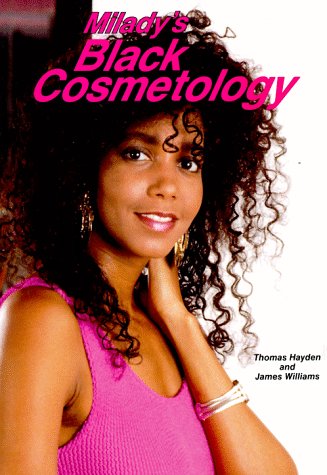 Milady's
Black
Cosmetology
Thomas Hayden
and
James Williams